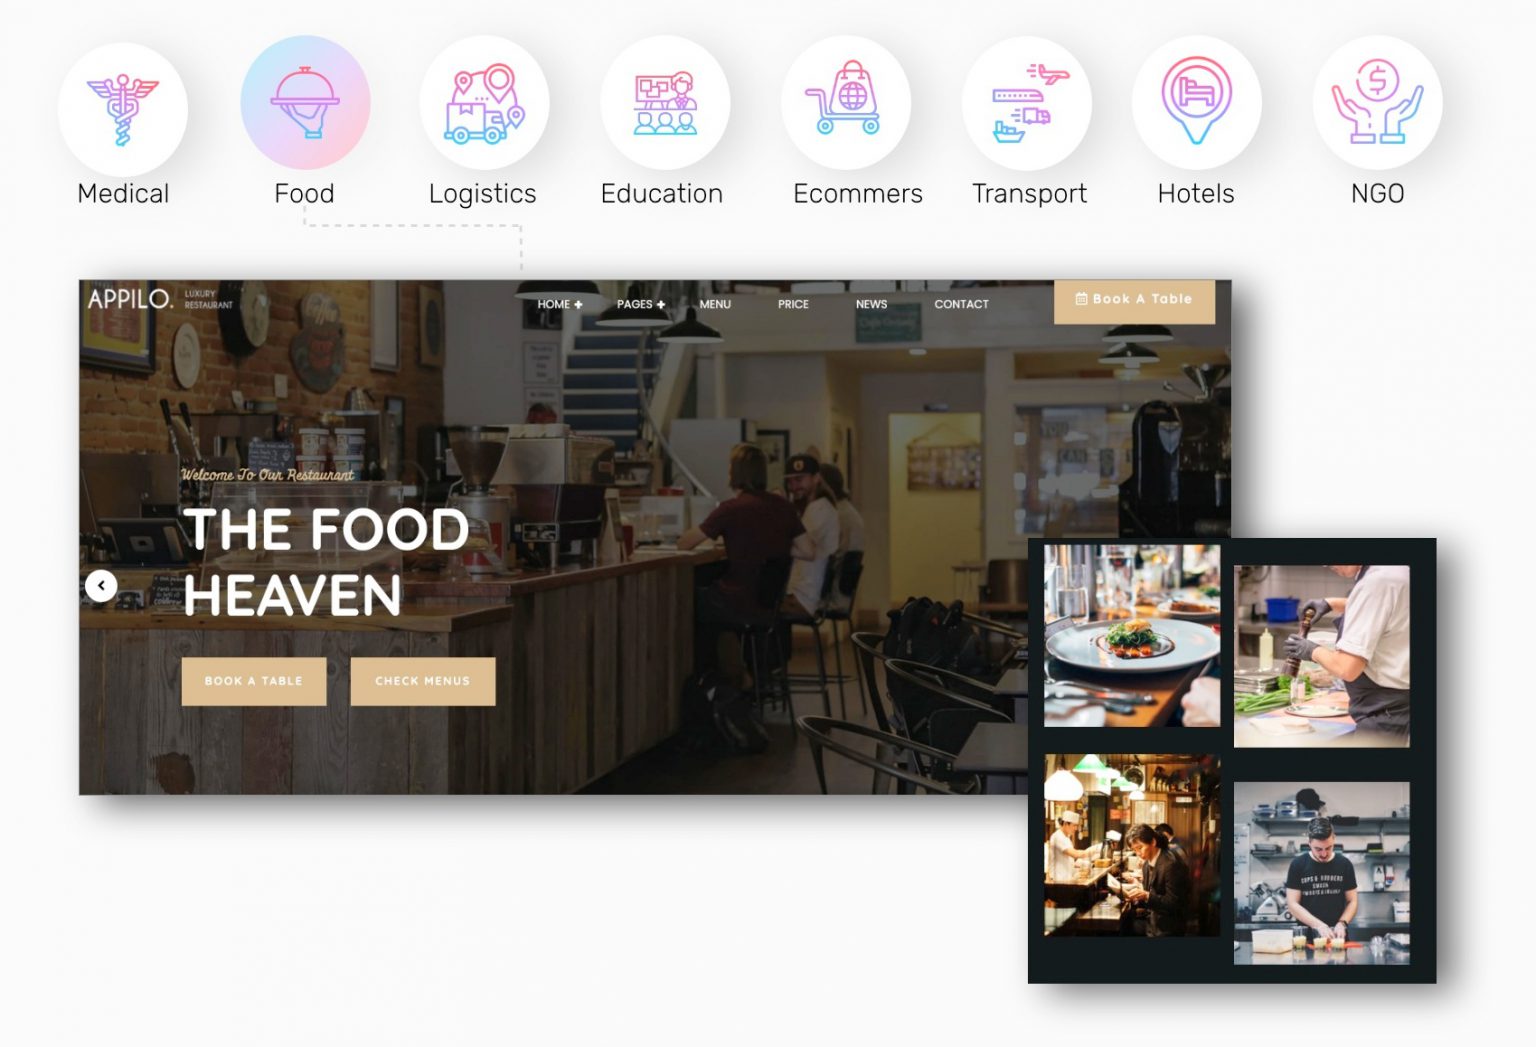 Medical
Food
Logistics
Education
Ecommers
Transport
Hotels
NGO
APPILO.
LUXURY
RESTAURANT
HOME +
PAGES +
MENU
PRICE
NEWS
CONTACT
Book A Table
Welcome To Our Restaurant
THE FOOD
HEAVEN
BOOK A TABLE
CHECK MENUS